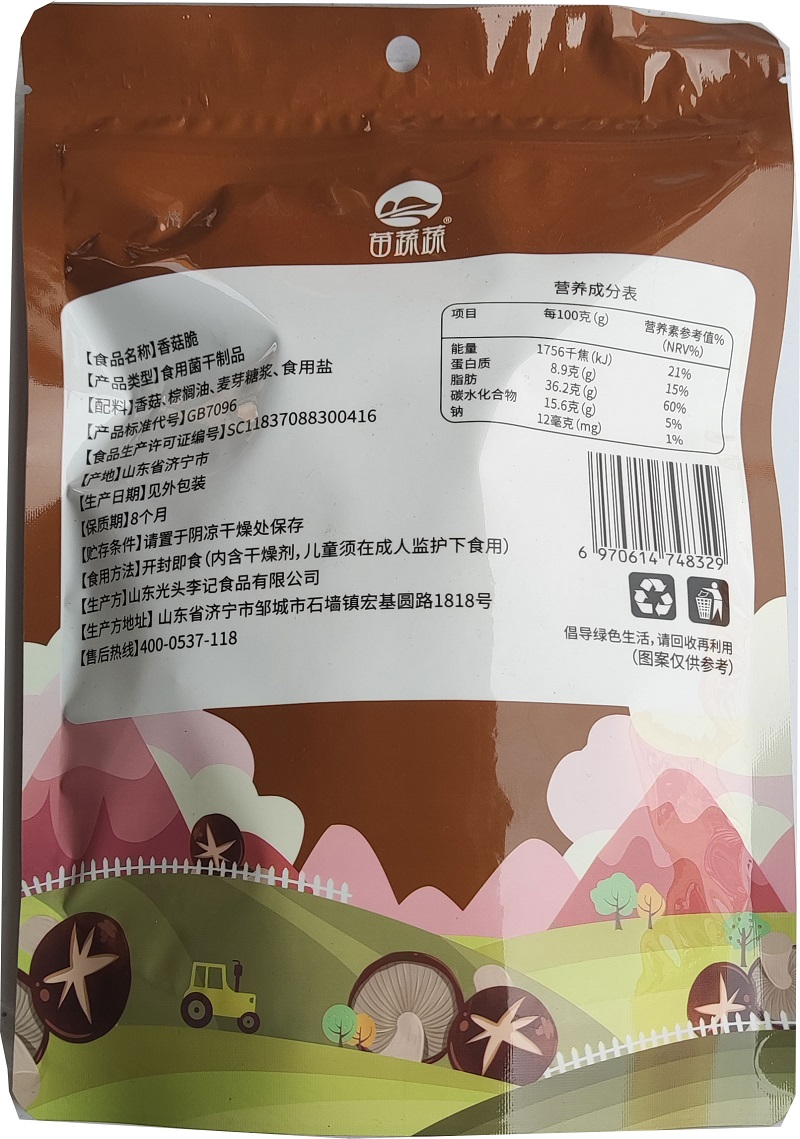 苗蔬蔬®
【食品名称】香菇脆
【产品类型】食用菌干制品
【配料】香菇、棕榈油、麦芽糖浆、食用盐
【产品标准代号】GB7096
【食品生产许可证编号】SC11837088300416
【产地】山东省济宁市
【生产日期】见外包装
【保质期】8个月
【贮存条件】请置于阴凉干燥处保存
【食用方法】开封即食(内含干燥剂,儿童须在成人监护下食用)
【生产方】山东光头李记食品有限公司
【生产方地址】 山东省济宁市邹城市石墙镇宏基圆路1818号
【售后热线】400-0537-118
营养成分表
项目 每100克(g) 营养素参考值%(NRV%)
能量 1756千焦(kJ) 21%
蛋白质 8.9克(g) 15%
脂肪 36.2克(g) 60%
碳水化合物 15.6克(g) 5%
钠 12毫克(mg) 1%
6 970614 748329
倡导绿色生活,请回收再利用
(图案仅供参考)